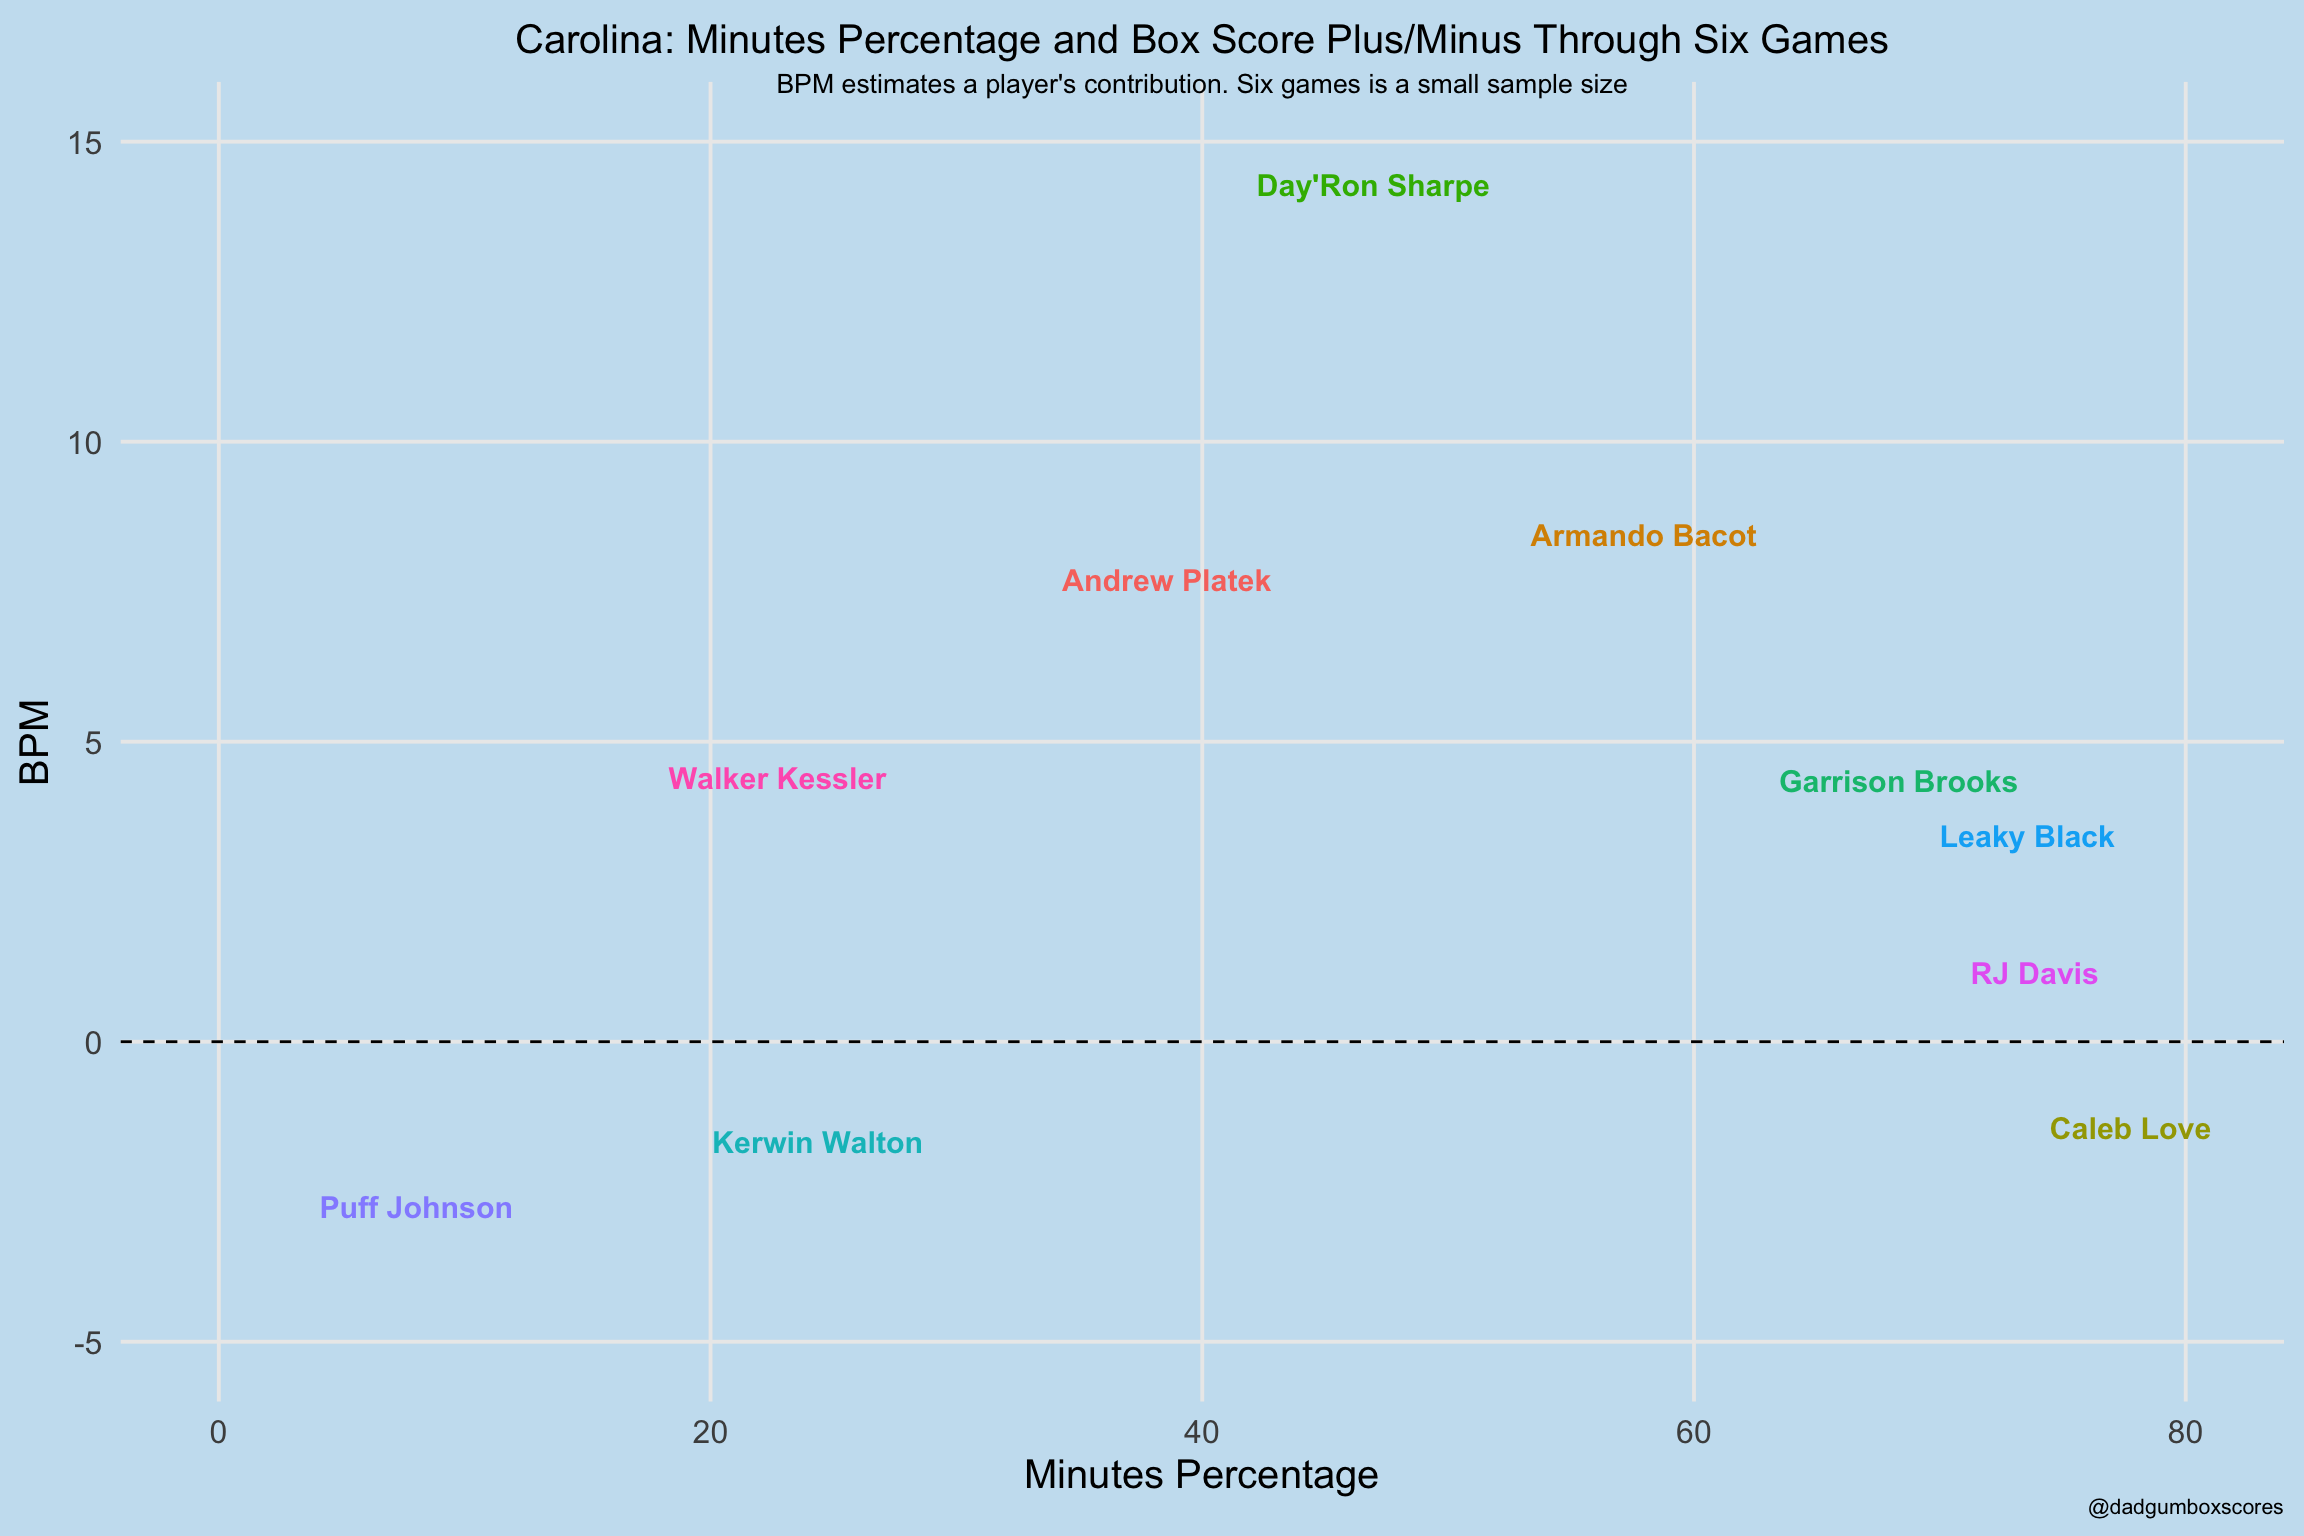 Carolina: Minutes Percentage and Box Score Plus/Minus Through Six Games
BPM estimates a player's contribution. Six games is a small sample size
15
Day'Ron Sharpe
10
Armando Bacot
Andrew Platek
BPM
5
Walker Kessler
Garrison Brooks
Leaky Black
RJ Davis
0
Caleb Love
Kerwin Walton
Puff Johnson
-5
0 20 40 60 80
Minutes Percentage
@dadgumboxscores